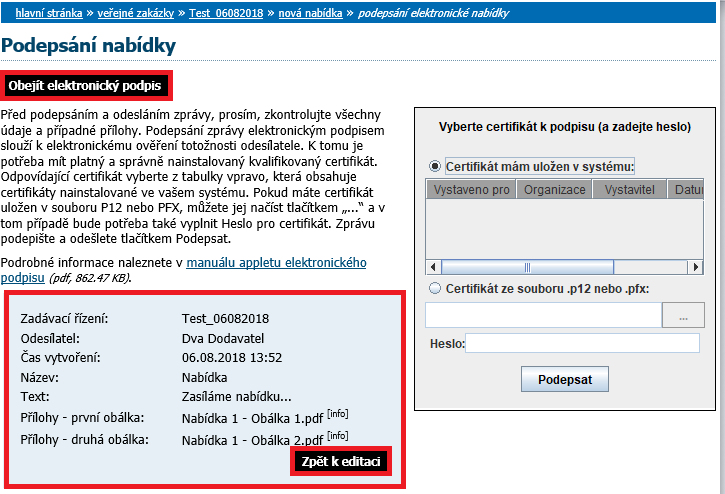 hlavní stránka » veřejné zakázky » Test_06082018 » nová nabídka » podepsání elektronické nabídky
Podepsání nabídky
Obejít elektronický podpis
Před podepsáním a odesláním zprávy, prosím, zkontrolujte všechny
údaje a případné přílohy. Podepsání zprávy elektronickým podpisem
slouží k elektronickému ověření totožnosti odesílatele. K tomu je
potřeba mít platný a správně nainstalovaný kvalifikovaný certifikát.
Odpovídající certifikát vyberte z tabulky vpravo, která obsahuje
certifikáty nainstalované ve vašem systému. Pokud máte certifikát
uložen v souboru P12 nebo PFX, můžete jej načíst tlačítkem „...“ a v
tom případě bude potřeba také vyplnit Heslo pro certifikát. Zprávu
podepište a odešlete tlačítkem Podepsat.
Podrobné informace naleznete v manuálu appletu elektronického
podpisu (pdf, 862.47 KB).
Zadávací řízení: Test_06082018
Odesílatel: Dva Dodavatel
Čas vytvoření: 06.08.2018 13:52
Název: Nabídka
Text: Zasíláme nabídku...
Přílohy - první obálka: Nabídka 1 - Obálka 1.pdf [info]
Přílohy - druhá obálka: Nabídka 1 - Obálka 2.pdf [info]
Zpět k editaci
Vyberte certifikát k podpisu (a zadejte heslo)
Certifikát mám uložen v systému:
Vystaveno pro Organizace Vystavitel Datu
Certifikát ze souboru .p12 nebo .pfx:
...
Heslo:
Podepsat